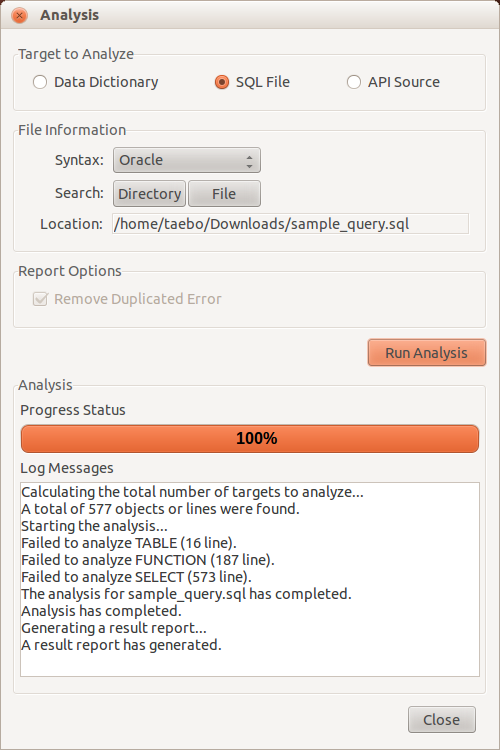 Analysis
Target to Analyze
Data Dictionary SQL File API Source
File Information
Syntax: Oracle
Search: Directory File
Location: /home/taebo/Downloads/sample_query.sql
Report Options
Remove Duplicated Error
Run Analysis
Analysis
Progress Status
100%
Log Messages
Calculating the total number of targets to analyze...
A total of 577 objects or lines were found.
Starting the analysis...
Failed to analyze TABLE (16 line).
Failed to analyze FUNCTION (187 line).
Failed to analyze SELECT (573 line).
The analysis for sample_query.sql has completed.
Analysis has completed.
Generating a result report...
A result report has generated.
Close